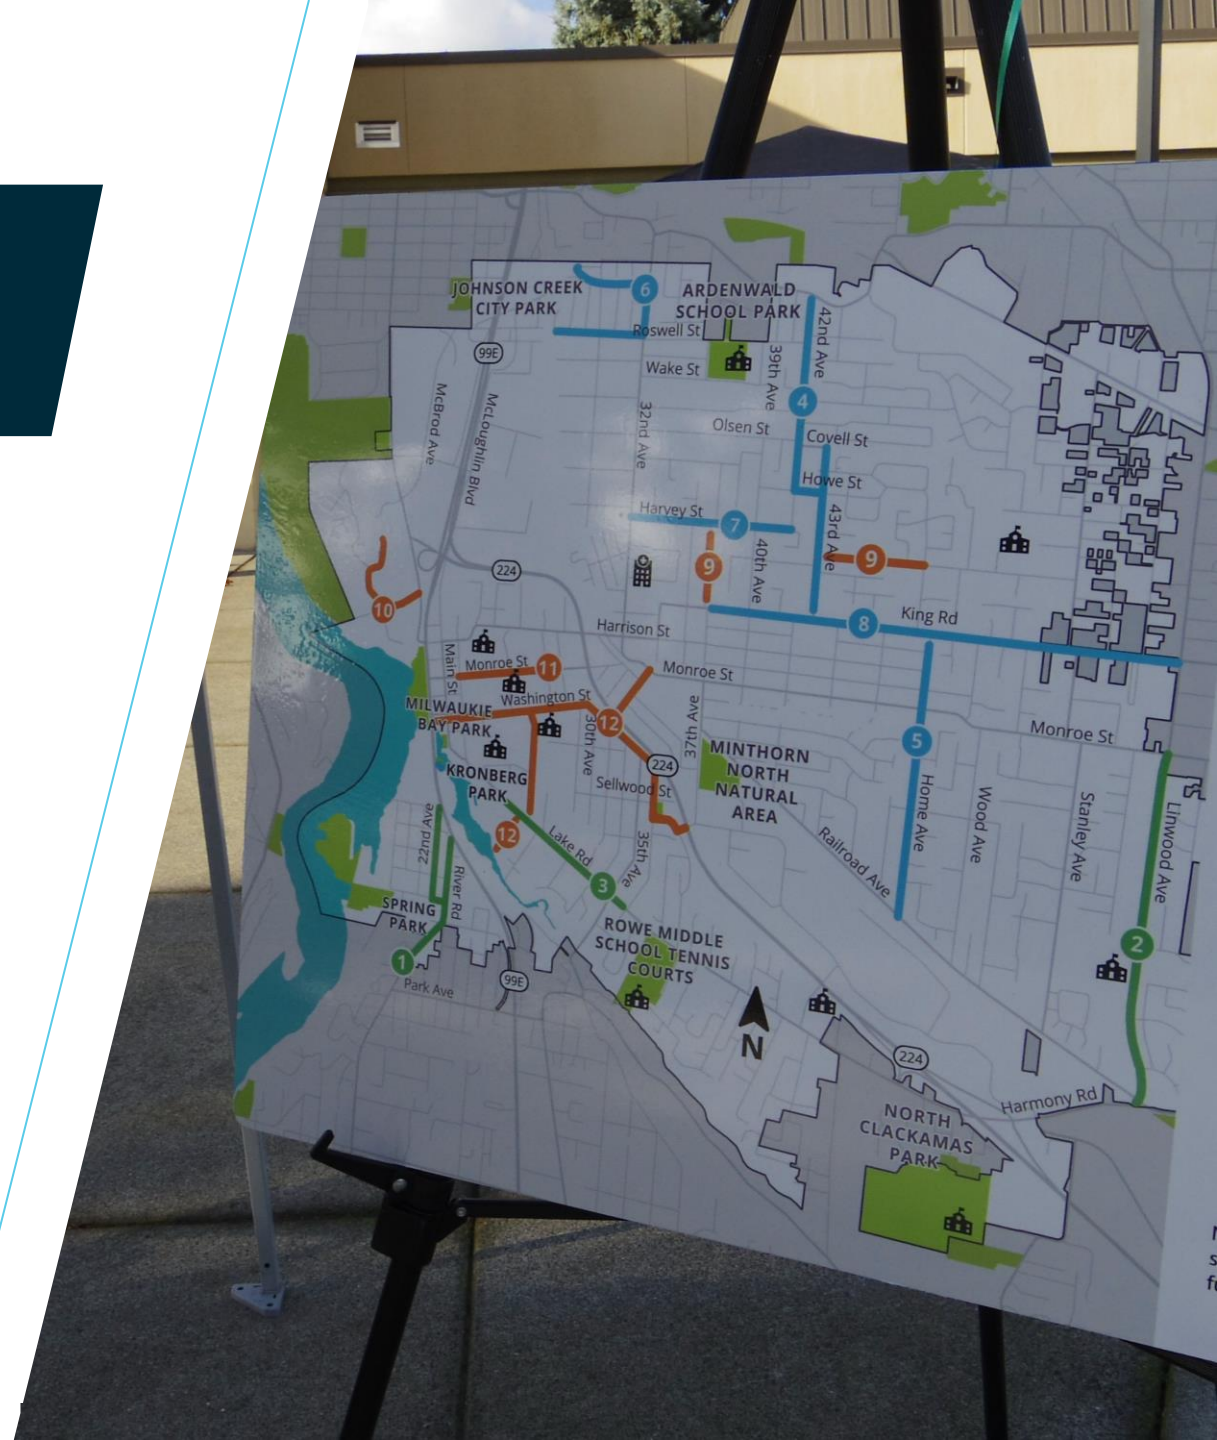 JOHNSON CREEK
CITY PARK
6
ARDENWALD
SCHOOL PARK
42nd Ave
Roswell St
99E
39th Ave
Wake St
McBrod Ave
McLoughlin Blvd
32nd Ave
4
Olsen St
Covell St
Howe St
Harvey St
7
43rd Ave
40th Ave
9
9
224
10
King Rd
8
Harrison St
Main St
Monroe St
11
Monroe St
Washington St
MILWAUKIE
BAY PARK
12
30th Ave
37th Ave
Monroe St
5
MINTHORN
NORTH
NATURAL
AREA
224
Sellwood St
KRONBERG
PARK
Home Ave
Wood Ave
Stanley Ave
Linwood Ave
22nd Ave
12
Lake Rd
35th Ave
Railroad Ave
River Rd
3
SPRING
PARK
ROWE MIDDLE
SCHOOL TENNIS
COURTS
2
1
Park Ave
99E
N
224
Harmony Rd
NORTH
CLACKAMAS
PARK